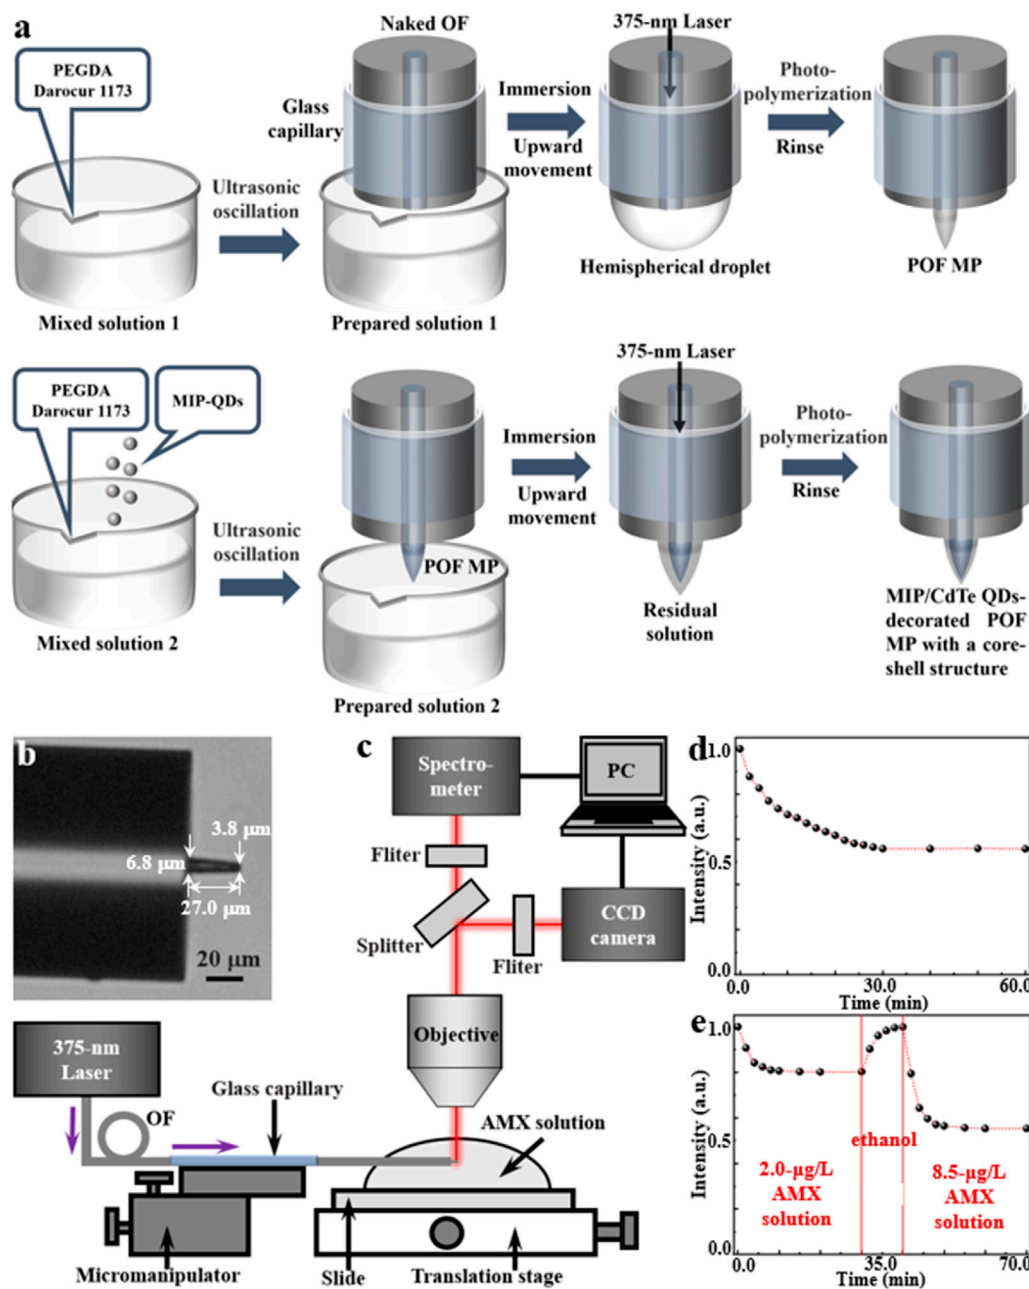 a
Naked OF
375-nm Laser
PEGDA
Darocur 1173
Glass
capillary
Ultrasonic
oscillation
Immersion
Upward
movement
Photo-
polymerization
Rinse
Mixed solution 1
Prepared solution 1
Hemispherical droplet
POF MP
375-nm Laser
PEGDA
Darocur 1173
MIP-QDs
Ultrasonic
oscillation
POF MP
Immersion
Upward
movement
Photo-
polymerization
Rinse
Mixed solution 2
Prepared solution 2
Residual
solution
MIP/CdTe QDs-
decorated POF
MP with a core-
shell structure
b
3.8 μm
6.8 μm
27.0 μm
20 μm
c
Spectro-
meter
PC
Fliter
Splitter
Fliter
CCD
camera
Objective
375-nm
Laser
OF
Glass capillary
AMX solution
Micromanipulator
Slide
Translation stage
d
1.0
0.5
0.0
Intensity (a.u.)
0.0
30.0
60.0
Time (min)
e
1.0
0.5
0.0
Intensity (a.u.)
ethanol
2.0-μg/L
AMX
solution
8.5-μg/L
AMX
solution
0.0
35.0
70.0
Time (min)